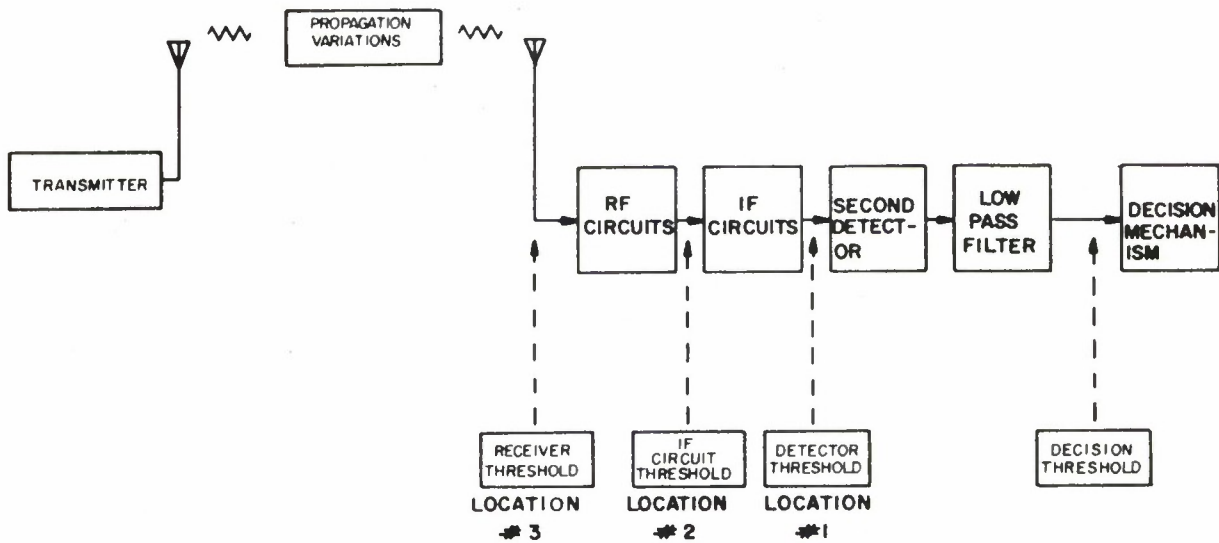 PROPAGATION
VARIATIONS
TRANSMITTER
RF
CIRCUITS
IF
CIRCUITS
SECOND
DETECT-
OR
LOW
PASS
FILTER
DECISION
MECHAN-
ISM
RECEIVER
THRESHOLD
LOCATION
#3
IF
CIRCUIT
THRESHOLD
LOCATION
#2
DETECTOR
THRESHOLD
LOCATION
#1
DECISION
THRESHOLD